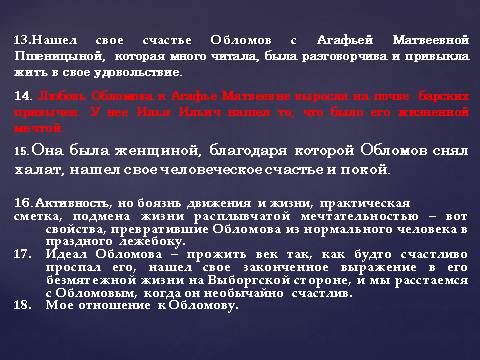 13.Нашел свое счастье Обломов с Агафьей Матвеевной
Пшеницыной, которая много читала, была разговорчива и привыкла
жить в свое удовольствие.
14. Любовь Обломова к Агафье Матвеевне выросла на почве барских
привычек. У нее Илья Ильич нашел то, что было его жизненной
мечтой.
15.Она была женщиной, благодаря которой Обломов снял
халат, нашел свое человеческое счастье и покой.
16.Активность, но боязнь движения и жизни, практическая
сметка, подмена жизни расплывчатой мечтательностью – вот
свойства, превратившие Обломова из нормального человека в
праздного лежебоку.
17. Идеал Обломова – прожить век так, как будто счастливо
проспал его, нашел свое законченное выражение в его
безмятежной жизни на Выборгской стороне, и мы расстаемся
с Обломовым, когда он необычайно счастлив.
18. Мое отношение к Обломову.